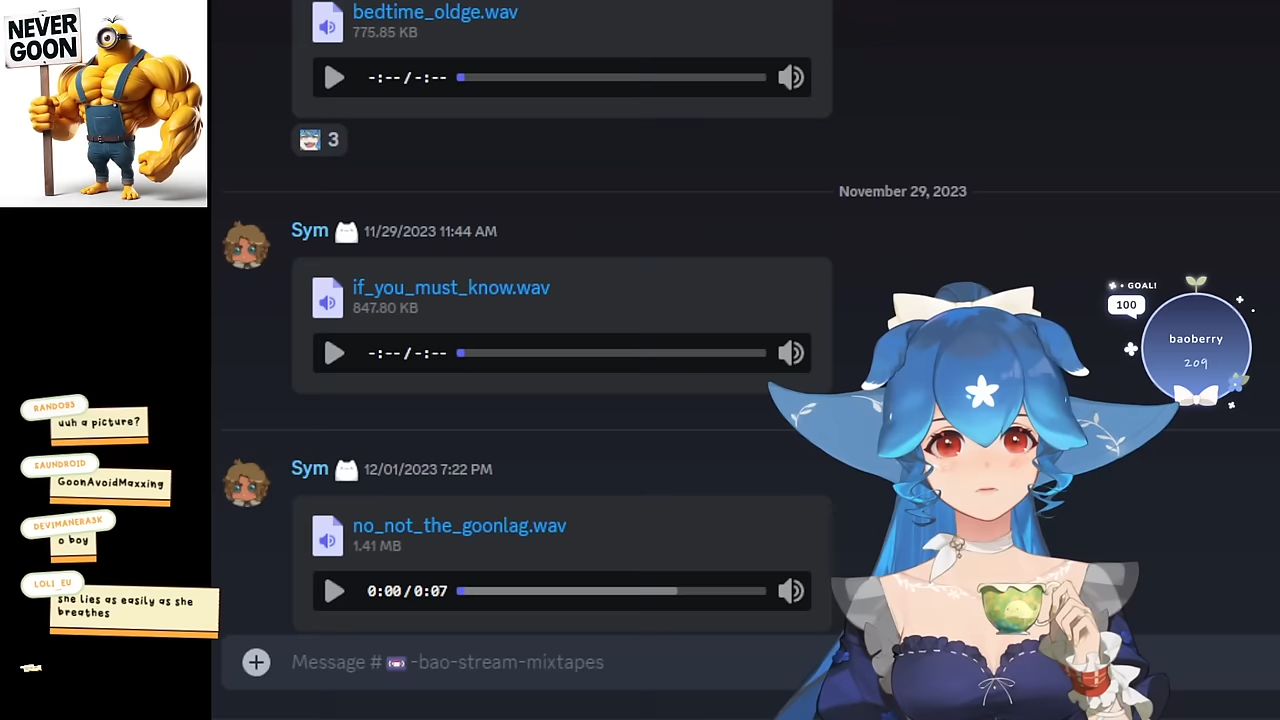 NEVER
GOON
bedtime_oldge.wav
775.85 KB
-:-- / -:--
3
November 29, 2023
Sym 11/29/2023 11:44 AM
if_you_must_know.wav
847.80 KB
-:-- / -:--
• GOAL!
100
baoberry
209
RANDO83
uuh a picture?
EAUNDROID
GoonAvoidMaxxing
DEVIMANERASK
o boy
LOLI_EU
she lies as easily as she
breathes
Sym 12/01/2023 7:22 PM
no_not_the_goonlag.wav
1.41 MB
0:00 / 0:07
Message # -bao-stream-mixtapes